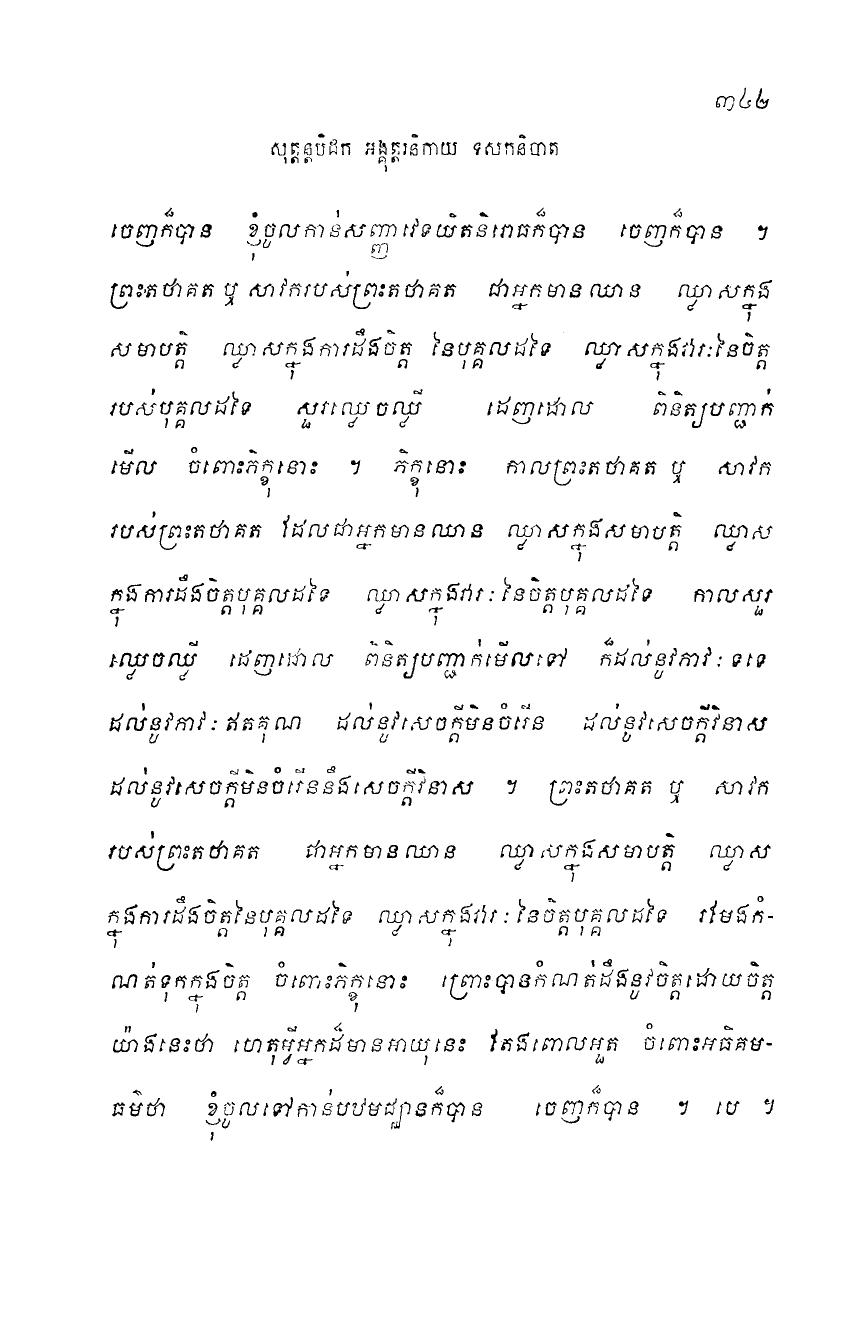 ៣៤២
សុត្តន្តបិដក អង្គុត្តរនិកាយ ទសកនិបាត
ចេញក៏បាន ខ្ញុំចូលកាន់សញ្ញាវេទយិតនិរោធក៏បាន ចេញក៏បាន ។
ព្រះតថាគត ឬ សាវករបស់ព្រះតថាគត ជាអ្នកមានឈាន ឈ្លាសក្នុង
សមាបត្តិ ឈ្លាសក្នុងការដឹងចិត្ត នៃបុគ្គលដទៃ ឈ្លាសក្នុងវារៈនៃចិត្ត
របស់បុគ្គលដទៃ សួរឈ្លេចឈ្លី ដេញដោល ពិនិត្យបញ្ជាក់
មើល ចំពោះភិក្ខុនោះ ។ ភិក្ខុនោះ កាលព្រះតថាគត ឬ សាវក
របស់ព្រះតថាគត ដែលជាអ្នកមានឈាន ឈ្លាសក្នុងសមាបត្តិ ឈ្លាស
ក្នុងការដឹងចិត្តបុគ្គលដទៃ ឈ្លាសក្នុងវារៈនៃចិត្តបុគ្គលដទៃ កាលសួរ
ឈ្លេចឈ្លី ដេញដោល ពិនិត្យបញ្ជាក់មើលទៅ ក៏ដល់នូវភាវៈទទេ
ដល់នូវភាវៈឥតគុណ ដល់នូវសេចក្តីមិនចំរើន ដល់នូវសេចក្តីវិនាស
ដល់នូវសេចក្តីមិនចំរើននឹងសេចក្តីវិនាស ។ ព្រះតថាគត ឬ សាវក
របស់ព្រះតថាគត ជាអ្នកមានឈាន ឈ្លាសក្នុងសមាបត្តិ ឈ្លាស
ក្នុងការដឹងចិត្តនៃបុគ្គលដទៃ ឈ្លាសក្នុងវារៈនៃចិត្តបុគ្គលដទៃ រមែងកំ-
ណត់ទុកក្នុងចិត្ត ចំពោះភិក្ខុនោះ ព្រោះបានកំណត់ដឹងនូវចិត្តដោយចិត្ត
យ៉ាងនេះថា ហេតុអ្វីអ្នកដ៏មានអាយុនេះ តែងពោលអួត ចំពោះអធិគម-
ធម៌ថា ខ្ញុំចូលទៅកាន់បឋមជ្ឈានក៏បាន ចេញក៏បាន ។ បេ ។